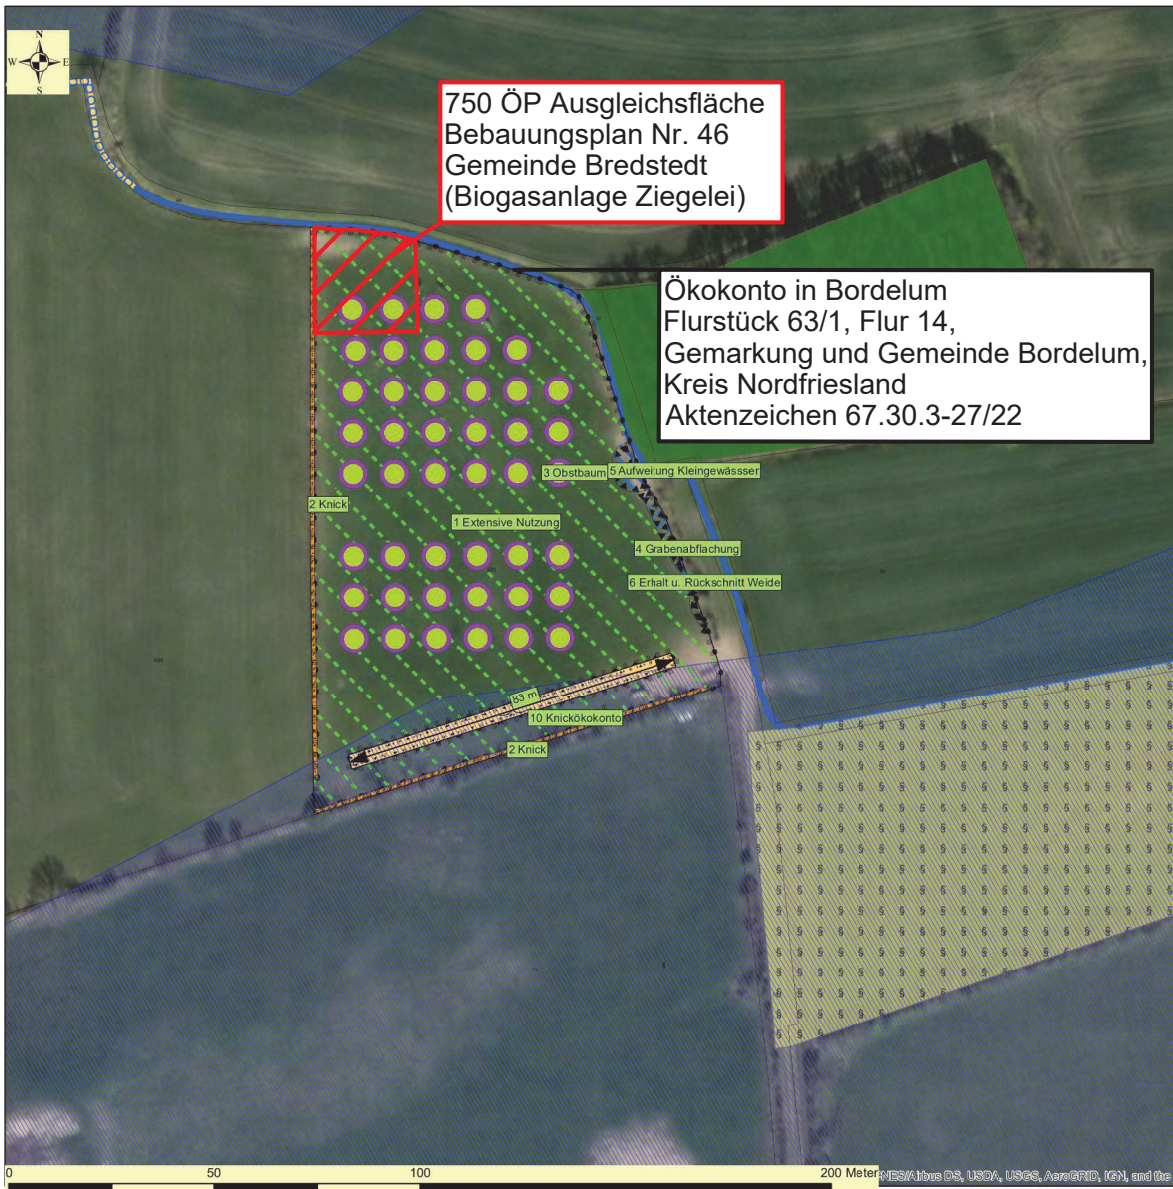 N
W E
S
750 ÖP Ausgleichsfläche
Bebauungsplan Nr. 46
Gemeinde Bredstedt
(Biogasanlage Ziegelei)
Ökokonto in Bordelum
Flurstück 63/1, Flur 14,
Gemarkung und Gemeinde Bordelum,
Kreis Nordfriesland
Aktenzeichen 67.30.3-27/22
3 Obstbaum
5 Aufweiung Kleingewässser
2 Knick
1 Extensive Nutzung
4 Grabenabflachung
6 Erhalt u. Rückschnitt Weide
83 m
10 Knickökokonto
2 Knick
0 50 100 200 Meter
NES/Airbus DS, USDA, USGS, AeroGRID, IGN, and the